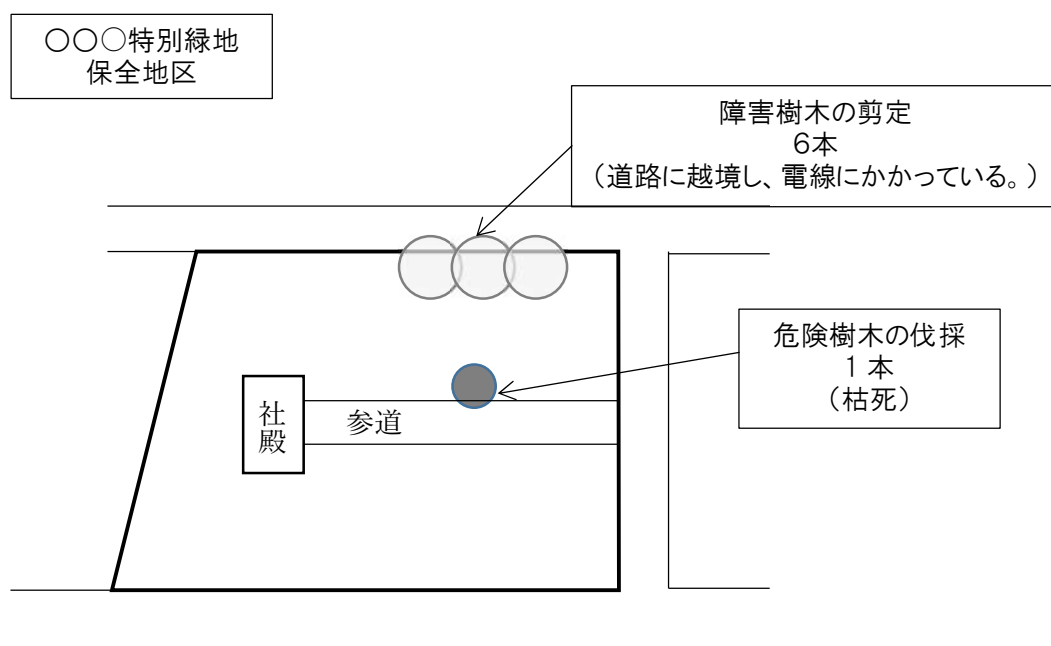 〇〇○特別緑地
保全地区
障害樹木の剪定
6本
（道路に越境し、電線にかかっている。）
危険樹木の伐採
1 本
（枯死）
社殿
参道